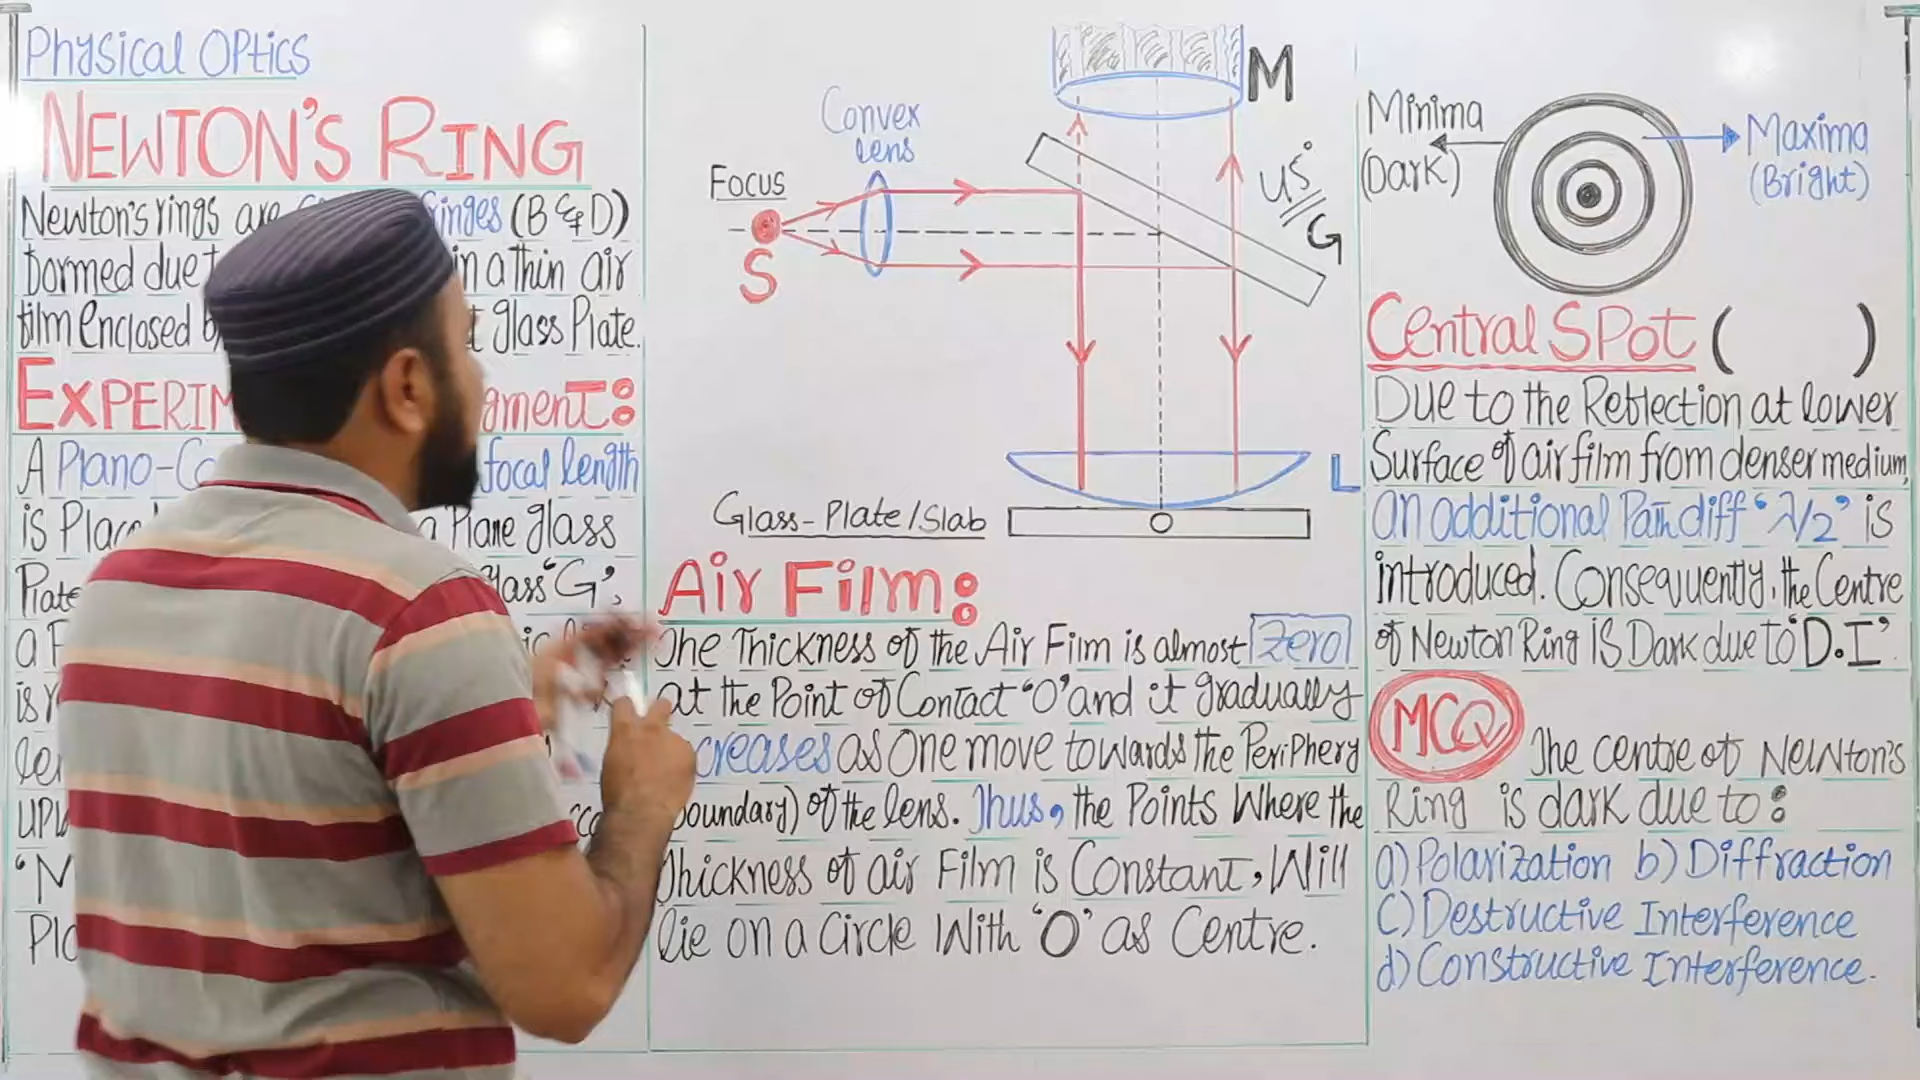 Physical Optics
NEWTON'S RING
Newton's rings are fringes (B & D)
formed due in a thin air
film enclosed glass Plate.
EXPERIM gment:
A Plano-Co focal length
is Plac a Plane glass
Plate lass "G",
a
is
len
upw
"M
Pla
Focus
S
Convex
lens
M
45°
G
L
Glass-Plate/Slab
Air Film:
The Thickness of the Air Film is almost Zero
at the Point of Contact "O" and it gradually
creases as one move towards the Periphery
boundary) of the lens. Thus, the Points Where the
Thickness of air Film is Constant, Will
lie on a Circle With "O" as Centre.
Minima
(Dark)
Maxima
(Bright)
Central SPot ( )
Due to the Reflection at lower
Surface of air film from denser medium,
an additional Path diff "λ/2" is
introduced. Consequently, the Centre
of Newton Ring is Dark due to "D.I"
MCQ The centre of Newton's
Ring is dark due to:
a) Polarization b) Diffraction
c) Destructive Interference
d) Constructive Interference.